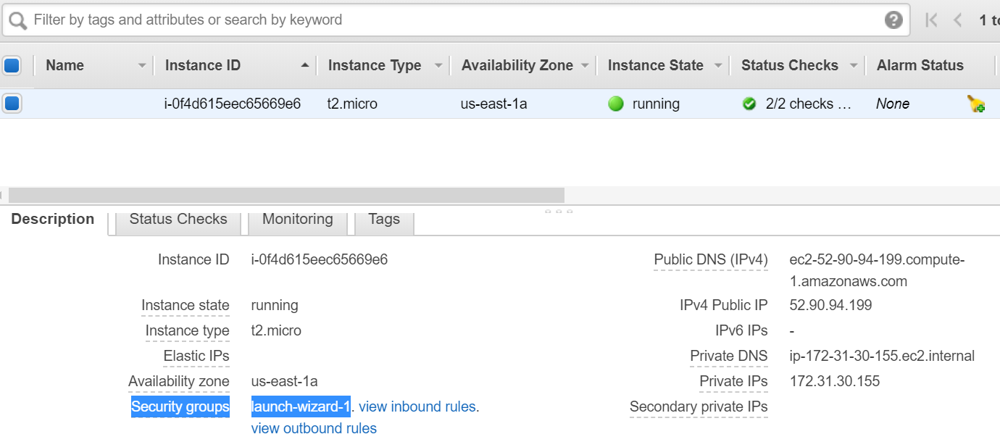 Filter by tags and attributes or search by keyword
Name Instance ID Instance Type Availability Zone Instance State Status Checks Alarm Status
i-0f4d615eec65669e6 t2.micro us-east-1a running 2/2 checks ... None
Description Status Checks Monitoring Tags
Instance ID i-0f4d615eec65669e6 Public DNS (IPv4) ec2-52-90-94-199.compute-
1.amazonaws.com
Instance state running IPv4 Public IP 52.90.94.199
Instance type t2.micro IPv6 IPs -
Elastic IPs Private DNS ip-172-31-30-155.ec2.internal
Availability zone us-east-1a Private IPs 172.31.30.155
Security groups launch-wizard-1. view inbound rules. Secondary private IPs
view outbound rules